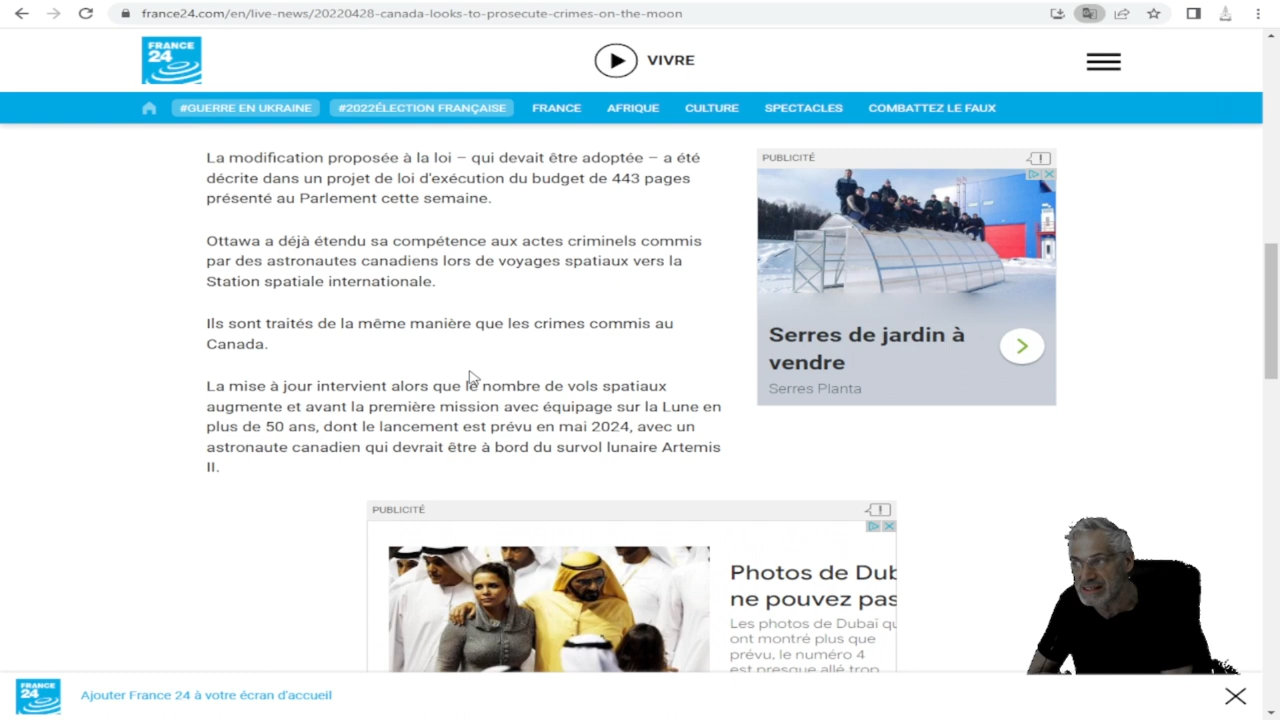 france24.com/en/live-news/20220428-canada-looks-to-prosecute-crimes-on-the-moon
FRANCE
24
VIVRE
#GUERRE EN UKRAINE
#2022ÉLECTION FRANÇAISE
FRANCE
AFRIQUE
CULTURE
SPECTACLES
COMBATTEZ LE FAUX
La modification proposée à la loi – qui devait être adoptée – a été
décrite dans un projet de loi d'exécution du budget de 443 pages
présenté au Parlement cette semaine.
Ottawa a déjà étendu sa compétence aux actes criminels commis
par des astronautes canadiens lors de voyages spatiaux vers la
Station spatiale internationale.
Ils sont traités de la même manière que les crimes commis au
Canada.
La mise à jour intervient alors que le nombre de vols spatiaux
augmente et avant la première mission avec équipage sur la Lune en
plus de 50 ans, dont le lancement est prévu en mai 2024, avec un
astronaute canadien qui devrait être à bord du survol lunaire Artemis
II.
PUBLICITÉ
Serres de jardin à
vendre
Serres Planta
PUBLICITÉ
Photos de Dub
ne pouvez pas
Les photos de Dubaï qu
ont montré plus que
prévu, le numéro 4
est presque allé trop
FRANCE
24
Ajouter France 24 à votre écran d'accueil